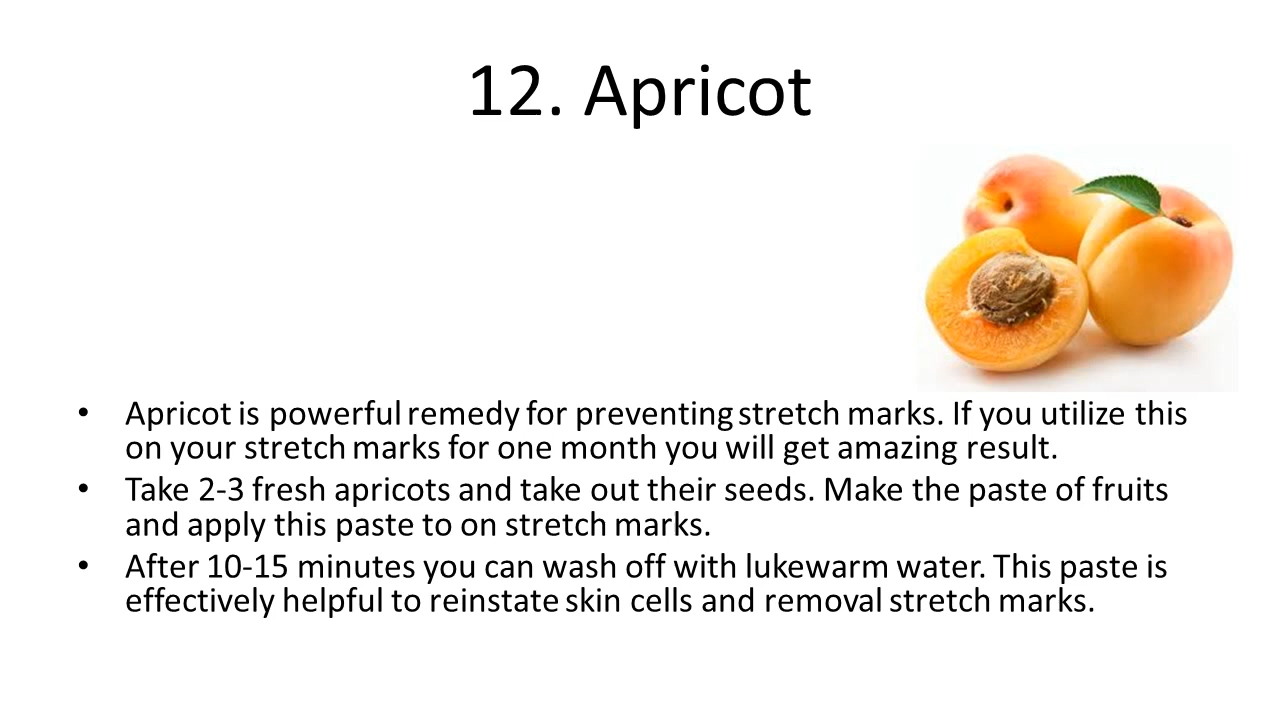 12. Apricot
• Apricot is powerful remedy for preventing stretch marks. If you utilize this
on your stretch marks for one month you will get amazing result.
• Take 2-3 fresh apricots and take out their seeds. Make the paste of fruits
and apply this paste to on stretch marks.
• After 10-15 minutes you can wash off with lukewarm water. This paste is
effectively helpful to reinstate skin cells and removal stretch marks.